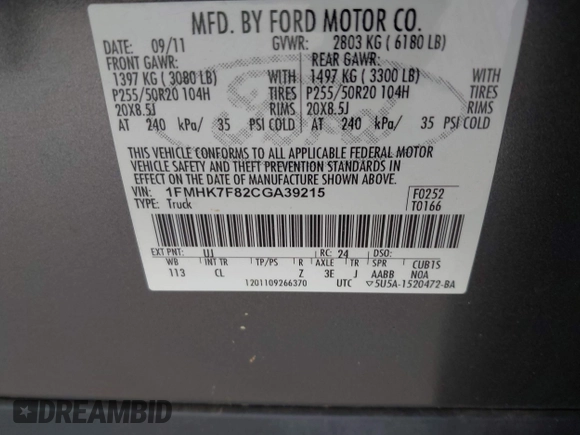 MFD. BY FORD MOTOR CO.
DATE: 09/11 GVWR: 2803 KG (6180 LB)
FRONT GAWR: REAR GAWR:
1397 KG (3080 LB) WITH 1497 KG (3300 LB) WITH
P255/50R20 104H TIRES P255/50R20 104H TIRES
20X8.5J RIMS 20X8.5J RIMS
AT 240 kPa/ 35 PSI COLD AT 240 kPa/ 35 PSI COLD
THIS VEHICLE CONFORMS TO ALL APPLICABLE FEDERAL MOTOR
VEHICLE SAFETY AND THEFT PREVENTION STANDARDS IN
EFFECT ON THE DATE OF MANUFACTURE SHOWN ABOVE.
VIN: 1FMHK7F82CGA39215 F0252
TYPE: Truck T0166
EXT PNT: UJ RC: 24 DSO:
WB INT TR TP/PS R AXLE TR SPR CUB1S
113 CL Z 3E J AABB NOA
1201109266370 UTC ▽5U5A-1520472-BA
DREAMBID